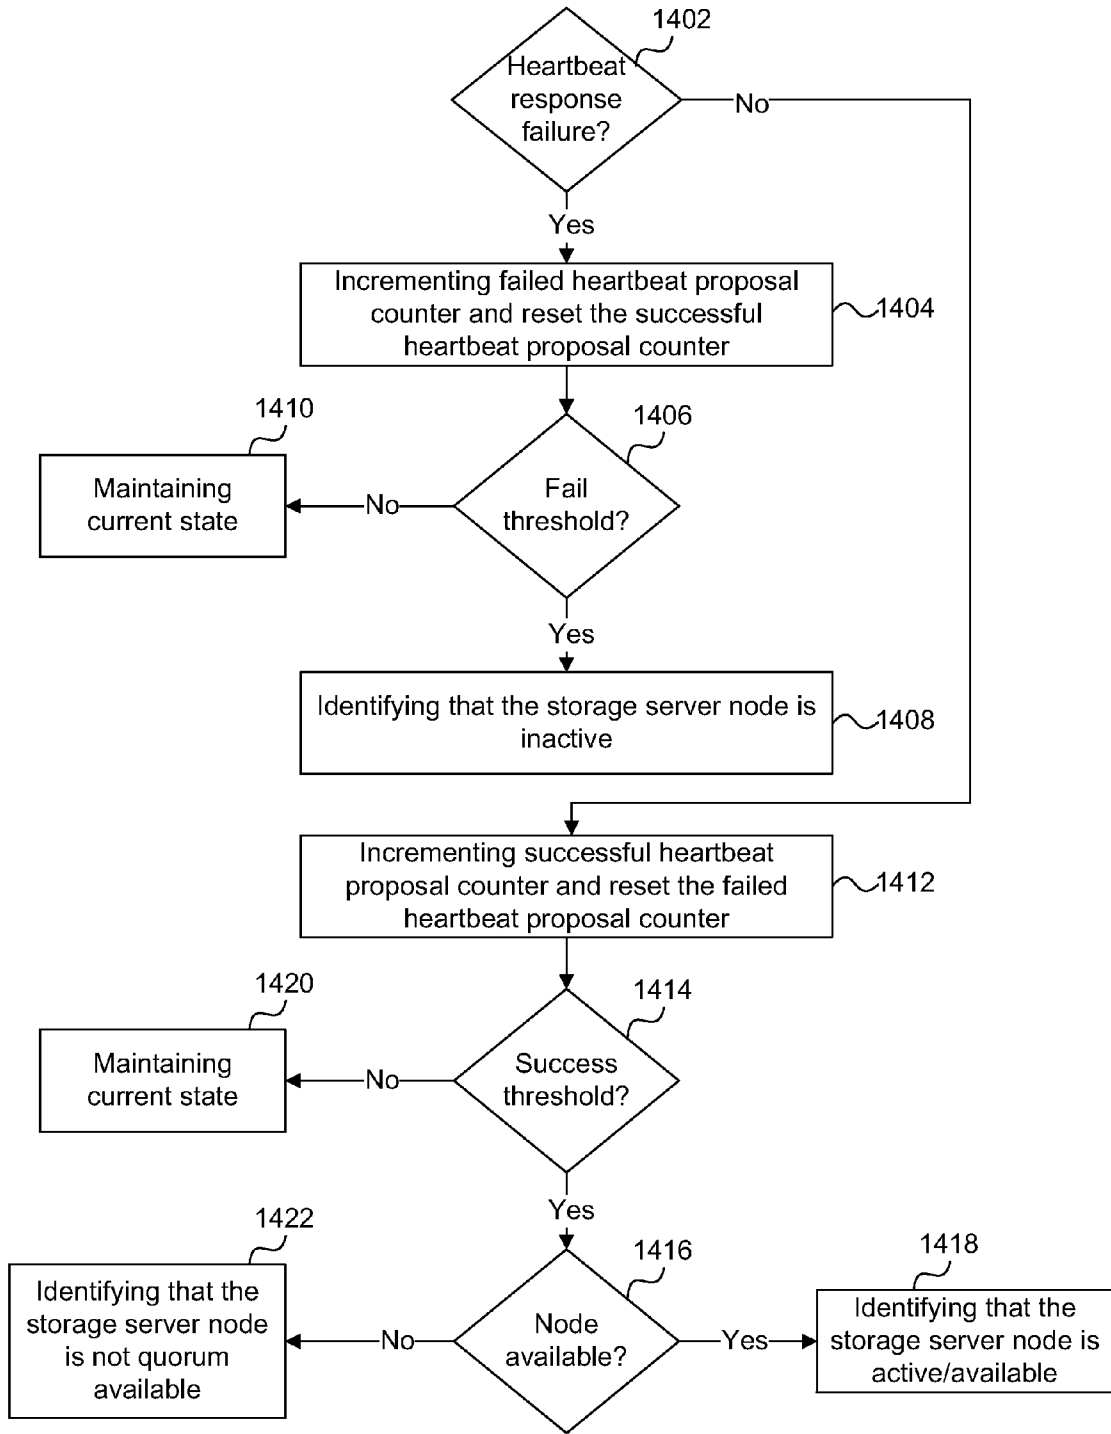 1402
Heartbeat
response
failure?
No
Yes
Incrementing failed heartbeat proposal
counter and reset the successful
heartbeat proposal counter
1404
1410
1406
Maintaining
current state
No
Fail
threshold?
Yes
Identifying that the storage server node is
inactive
1408
Incrementing successful heartbeat
proposal counter and reset the failed
heartbeat proposal counter
1412
1420
1414
Maintaining
current state
No
Success
threshold?
Yes
1422
1416
1418
Identifying that the
storage server node
is not quorum
available
No
Node
available?
Yes
Identifying that the
storage server node is
active/available